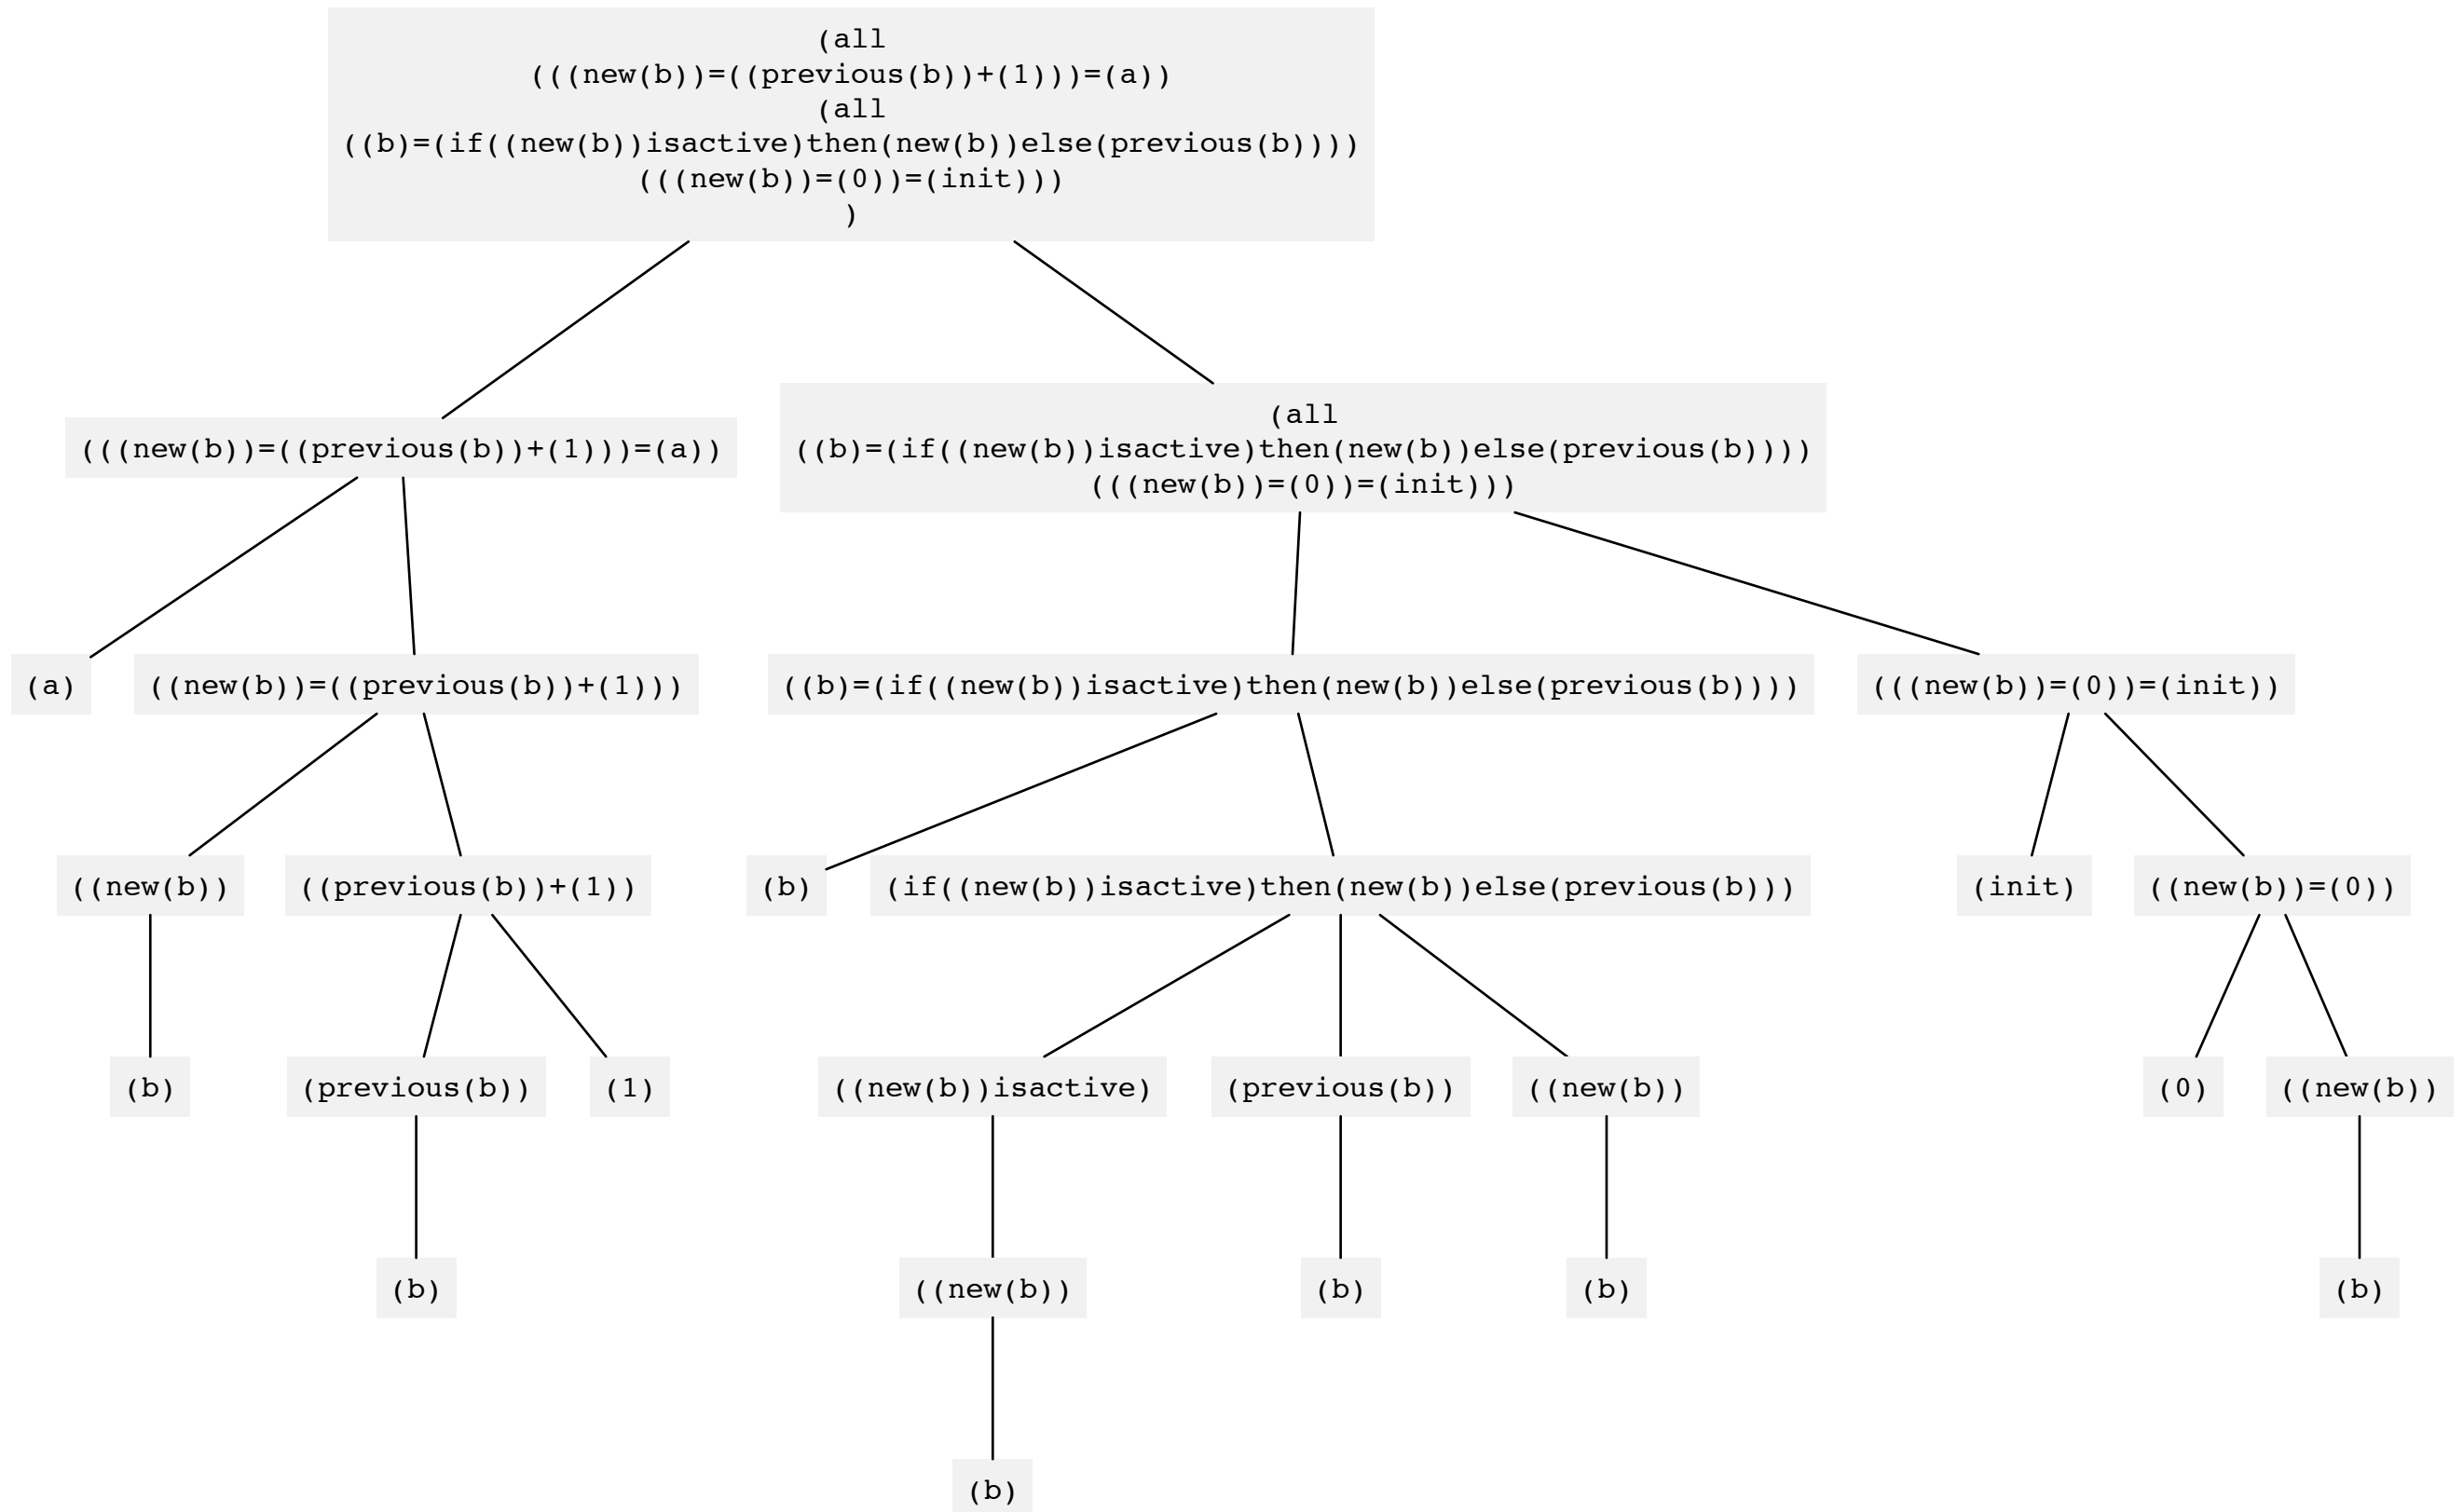 (all
(((new(b))=((previous(b))+(1)))=(a))
(all
((b)=(if((new(b))isactive)then(new(b))else(previous(b))))
(((new(b))=(0))=(init)))
)
(((new(b))=((previous(b))+(1)))=(a))
(all
((b)=(if((new(b))isactive)then(new(b))else(previous(b))))
(((new(b))=(0))=(init)))
(a)
((new(b))=((previous(b))+(1)))
((b)=(if((new(b))isactive)then(new(b))else(previous(b))))
(((new(b))=(0))=(init))
((new(b))
((previous(b))+(1))
(b)
(if((new(b))isactive)then(new(b))else(previous(b)))
(init)
((new(b))=(0))
(b)
(previous(b))
(1)
((new(b))isactive)
(previous(b))
((new(b))
(0)
((new(b))
(b)
((new(b))
(b)
(b)
(b)
(b)